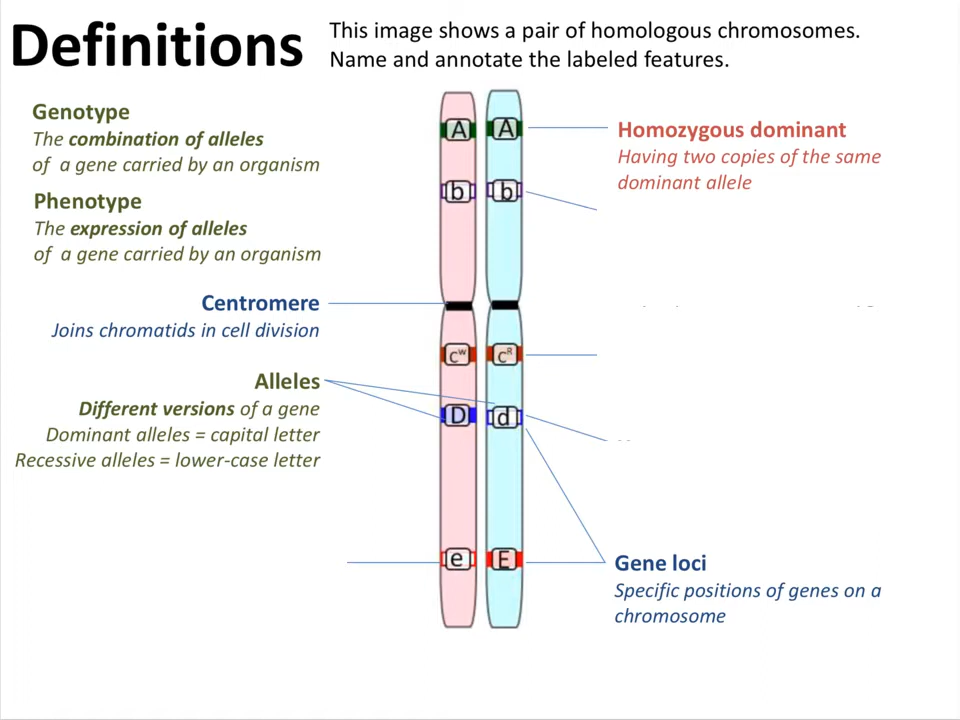 Definitions
This image shows a pair of homologous chromosomes.
Name and annotate the labeled features.
Genotype
The combination of alleles
of a gene carried by an organism
Phenotype
The expression of alleles
of a gene carried by an organism
Centromere
Joins chromatids in cell division
Alleles
Different versions of a gene
Dominant alleles = capital letter
Recessive alleles = lower-case letter
A A
b b
Cᵂ Cᴿ
D d
e E
Homozygous dominant
Having two copies of the same
dominant allele
Gene loci
Specific positions of genes on a
chromosome